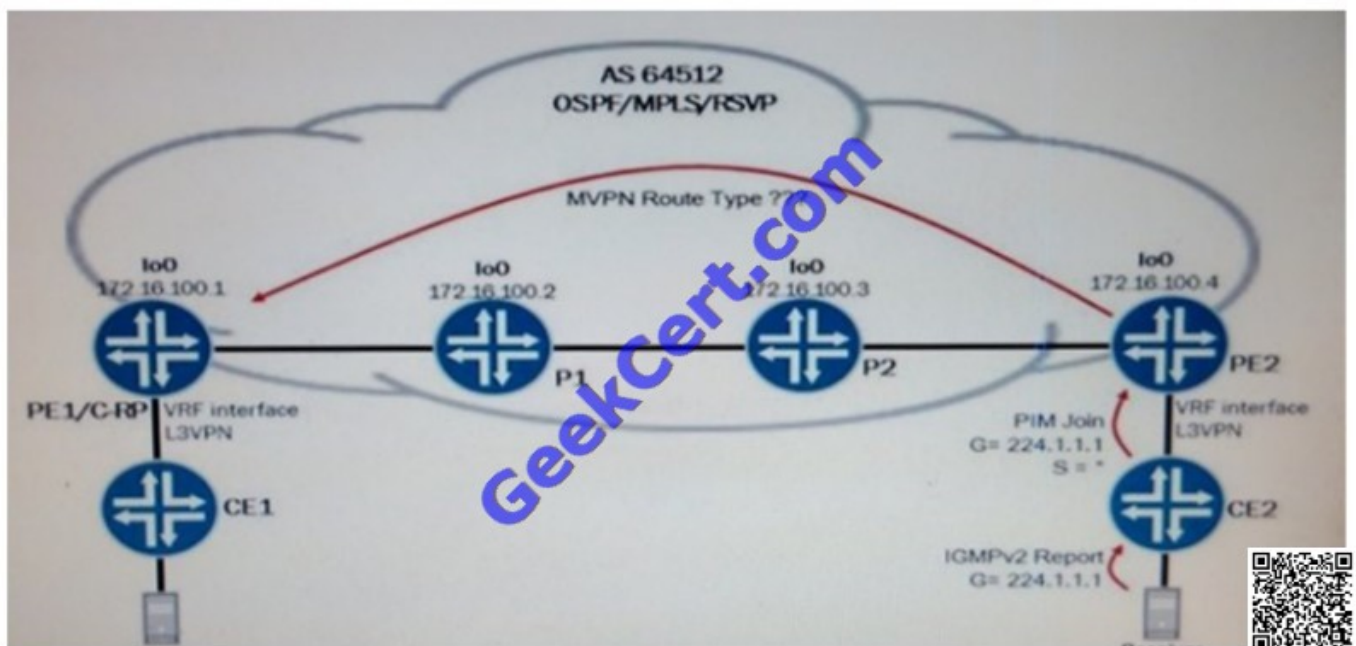 AS 64512
OSPF/MPLS/RSVP
MVPN Route Type ???
lo0
172.16.100.1
lo0
172.16.100.2
lo0
172.16.100.3
lo0
172.16.100.4
P1
P2
PE2
PE1/C-RP
VRF interface
L3VPN
PIM Join
G= 224.1.1.1
S = *
VRF interface
L3VPN
CE1
CE2
IGMPv2 Report
G= 224.1.1.1
GeekCert.com